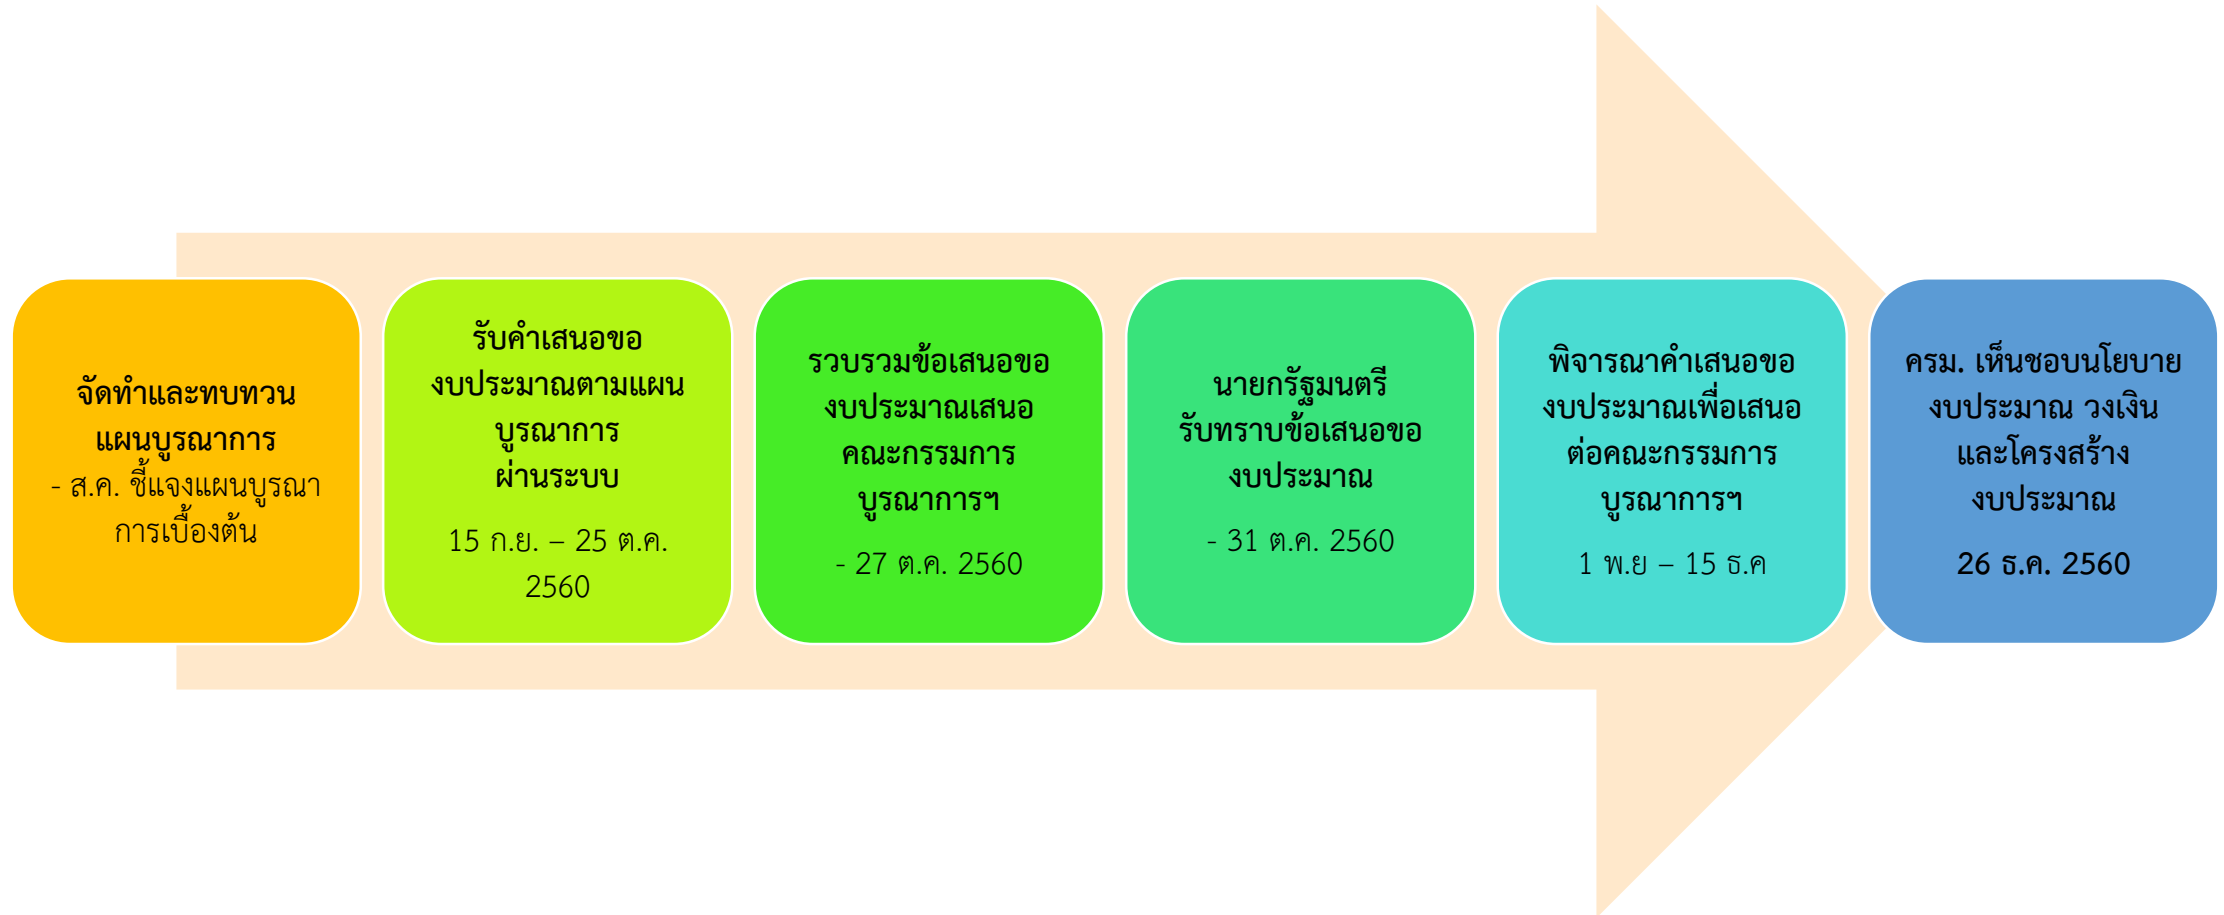 จัดทำและทบทวน
แผนบูรณาการ
- ส.ค. ชี้แจงแผนบูรณา
การเบื้องต้น
รับคำเสนอขอ
งบประมาณตามแผน
บูรณาการ
ผ่านระบบ
15 ก.ย. – 25 ต.ค.
2560
รวบรวมข้อเสนอขอ
งบประมาณเสนอ
คณะกรรมการ
บูรณาการฯ
- 27 ต.ค. 2560
นายกรัฐมนตรี
รับทราบข้อเสนอขอ
งบประมาณ
- 31 ต.ค. 2560
พิจารณาคำเสนอขอ
งบประมาณเพื่อเสนอ
ต่อคณะกรรมการ
บูรณาการฯ
1 พ.ย – 15 ธ.ค
ครม. เห็นชอบนโยบาย
งบประมาณ วงเงิน
และโครงสร้าง
งบประมาณ
26 ธ.ค. 2560